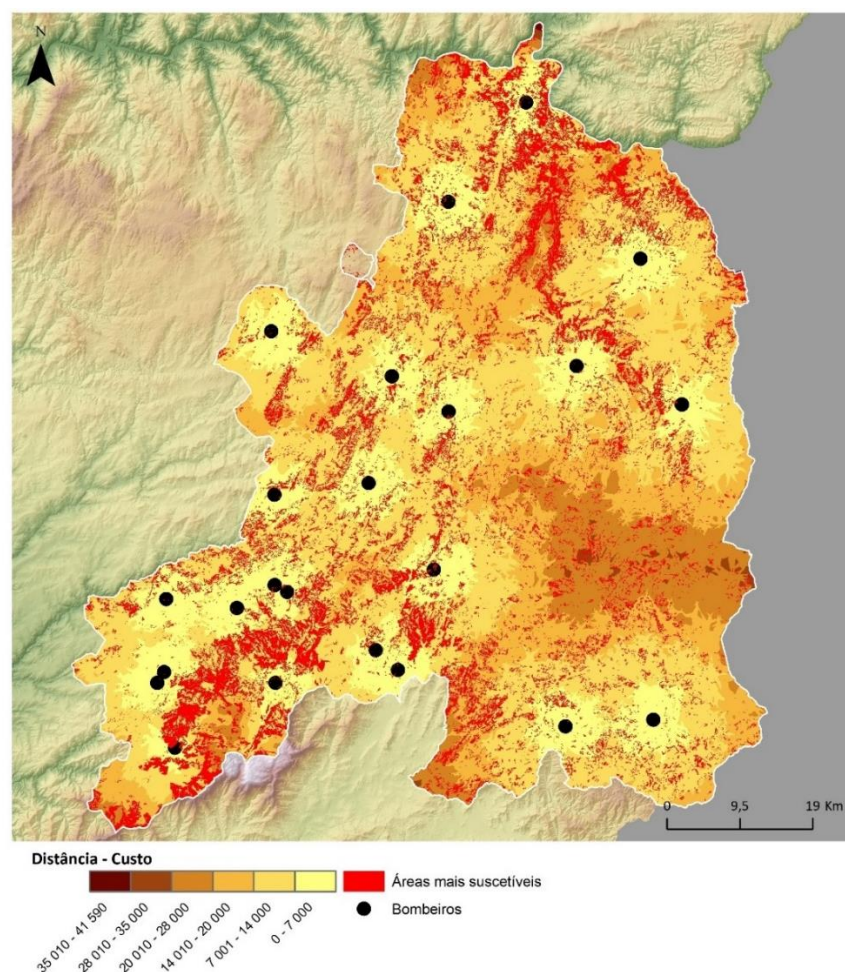 N
0 9,5 19 Km
Distância - Custo
35 010 - 41 590
28 010 - 35 000
20 010 - 28 000
14 010 - 20 000
7 001 - 14 000
0 - 7 000
Áreas mais suscetíveis
Bombeiros